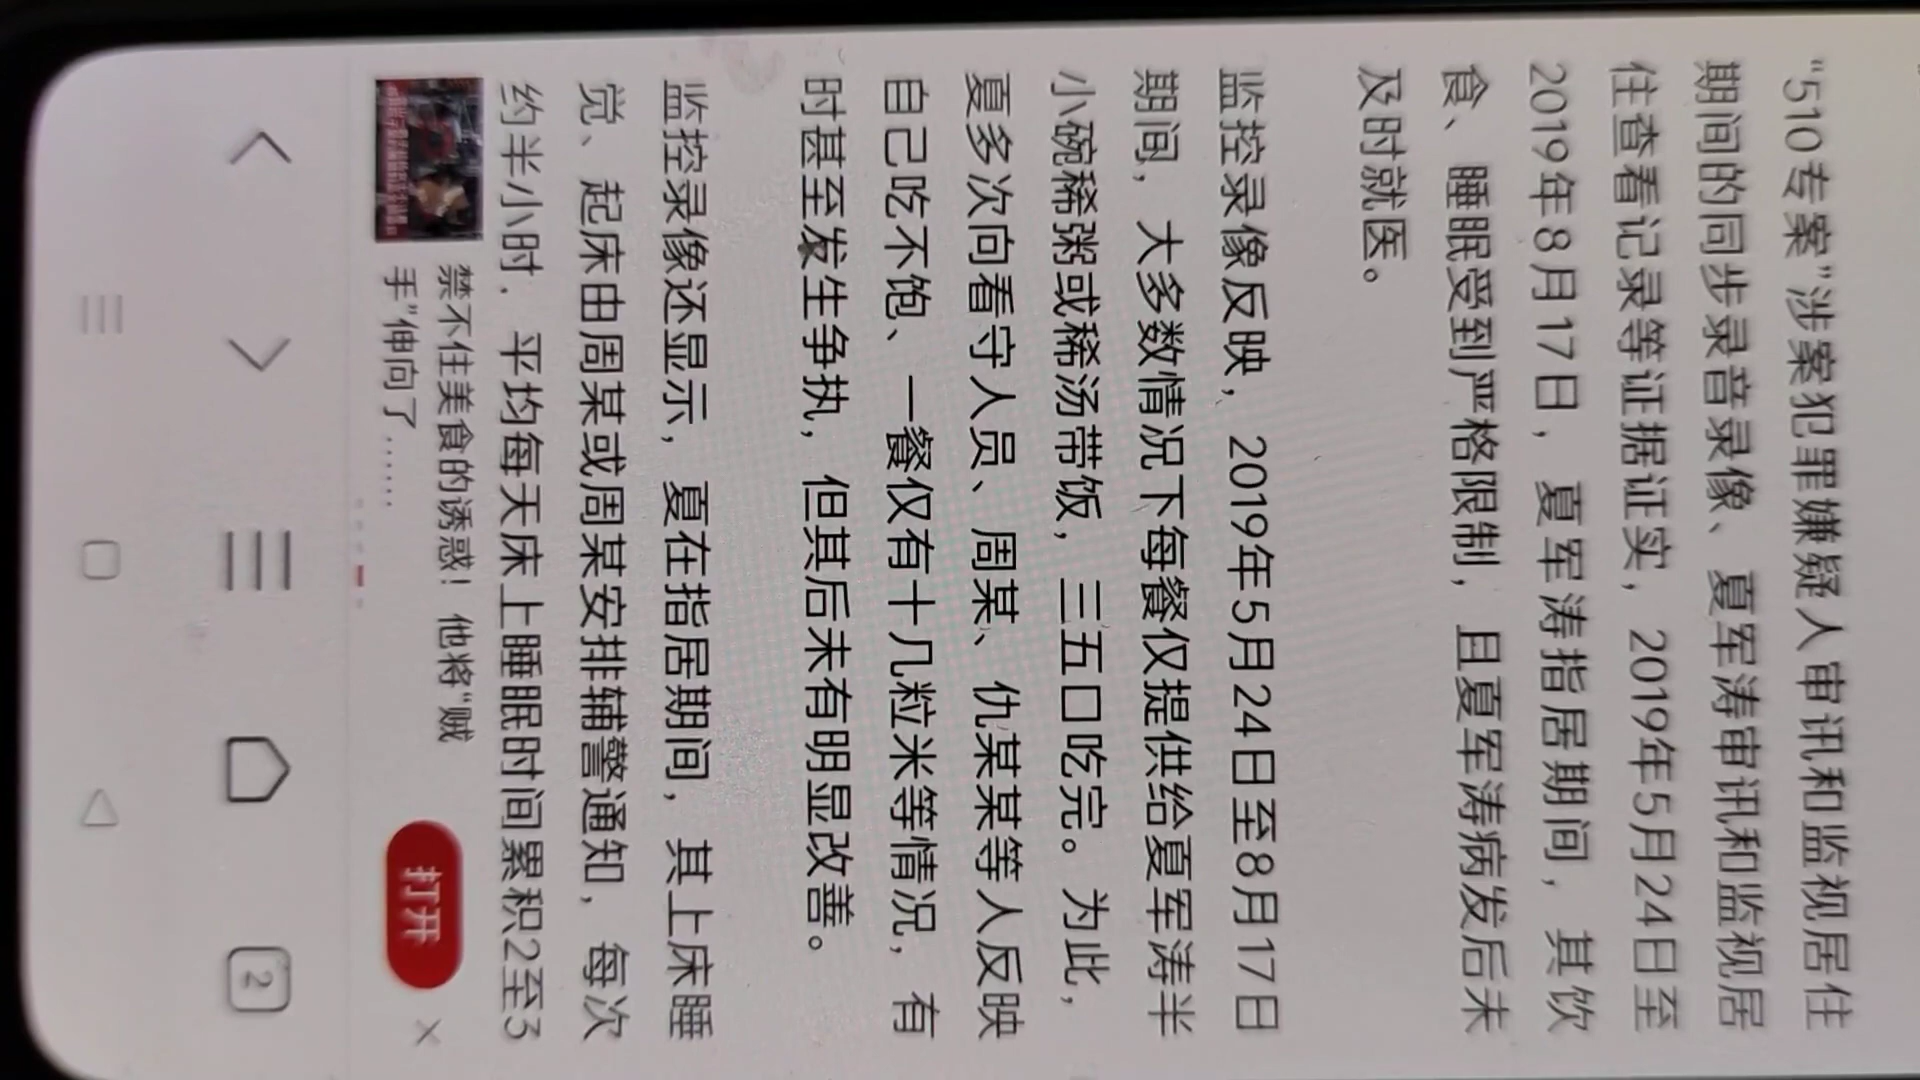 “510专案”涉案犯罪嫌疑人审讯和监视居住
期间的同步录音录像、夏军涛审讯和监视居
住查看记录等证据证实，2019年5月24日至
2019年8月17日，夏军涛指居期间，其饮
食、睡眠受到严格限制，且夏军涛病发后未
及时就医。
监控录像反映，2019年5月24日至8月17日
期间，大多数情况下每餐仅提供给夏军涛半
小碗稀粥或稀汤带饭，三五口吃完。为此，
夏多次向看守人员、周某、仇某某等人反映
自己吃不饱、一餐仅有十几粒米等情况，有
时甚至发生争执，但其后未有明显改善。
监控录像还显示，夏在指居期间，其上床睡
觉、起床由周某或周某安排辅警通知，每次
约半小时，平均每天床上睡眠时间累积2至3
禁不住美食的诱惑！他将“贼
手”伸向了……
打开
2